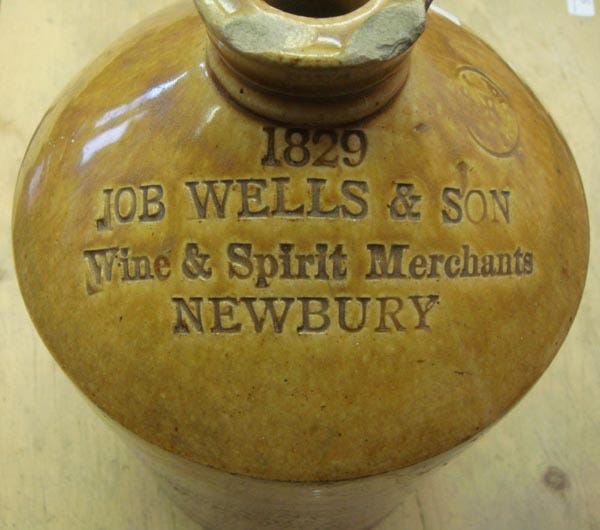 1829
JOB WELLS & SON
Wine & Spirit Merchants
NEWBURY